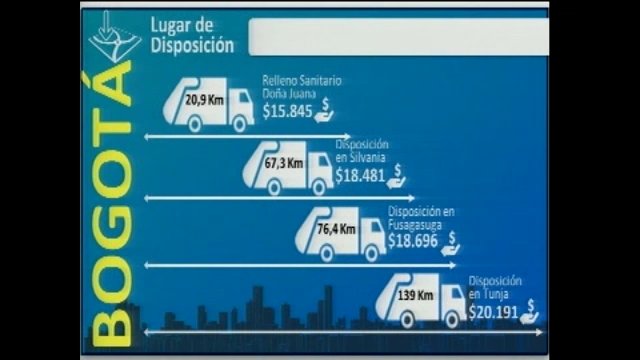 BOGOTÁ
Lugar de
Disposición
20,9 Km
Relleno Sanitario
Doña Juana
$15.845
$
67,3 Km
Disposición
en Silvania
$18.481
$
76,4 Km
Disposición en
Fusagasuga
$18.696
$
139 Km
Disposición
en Tunja
$20.191
$